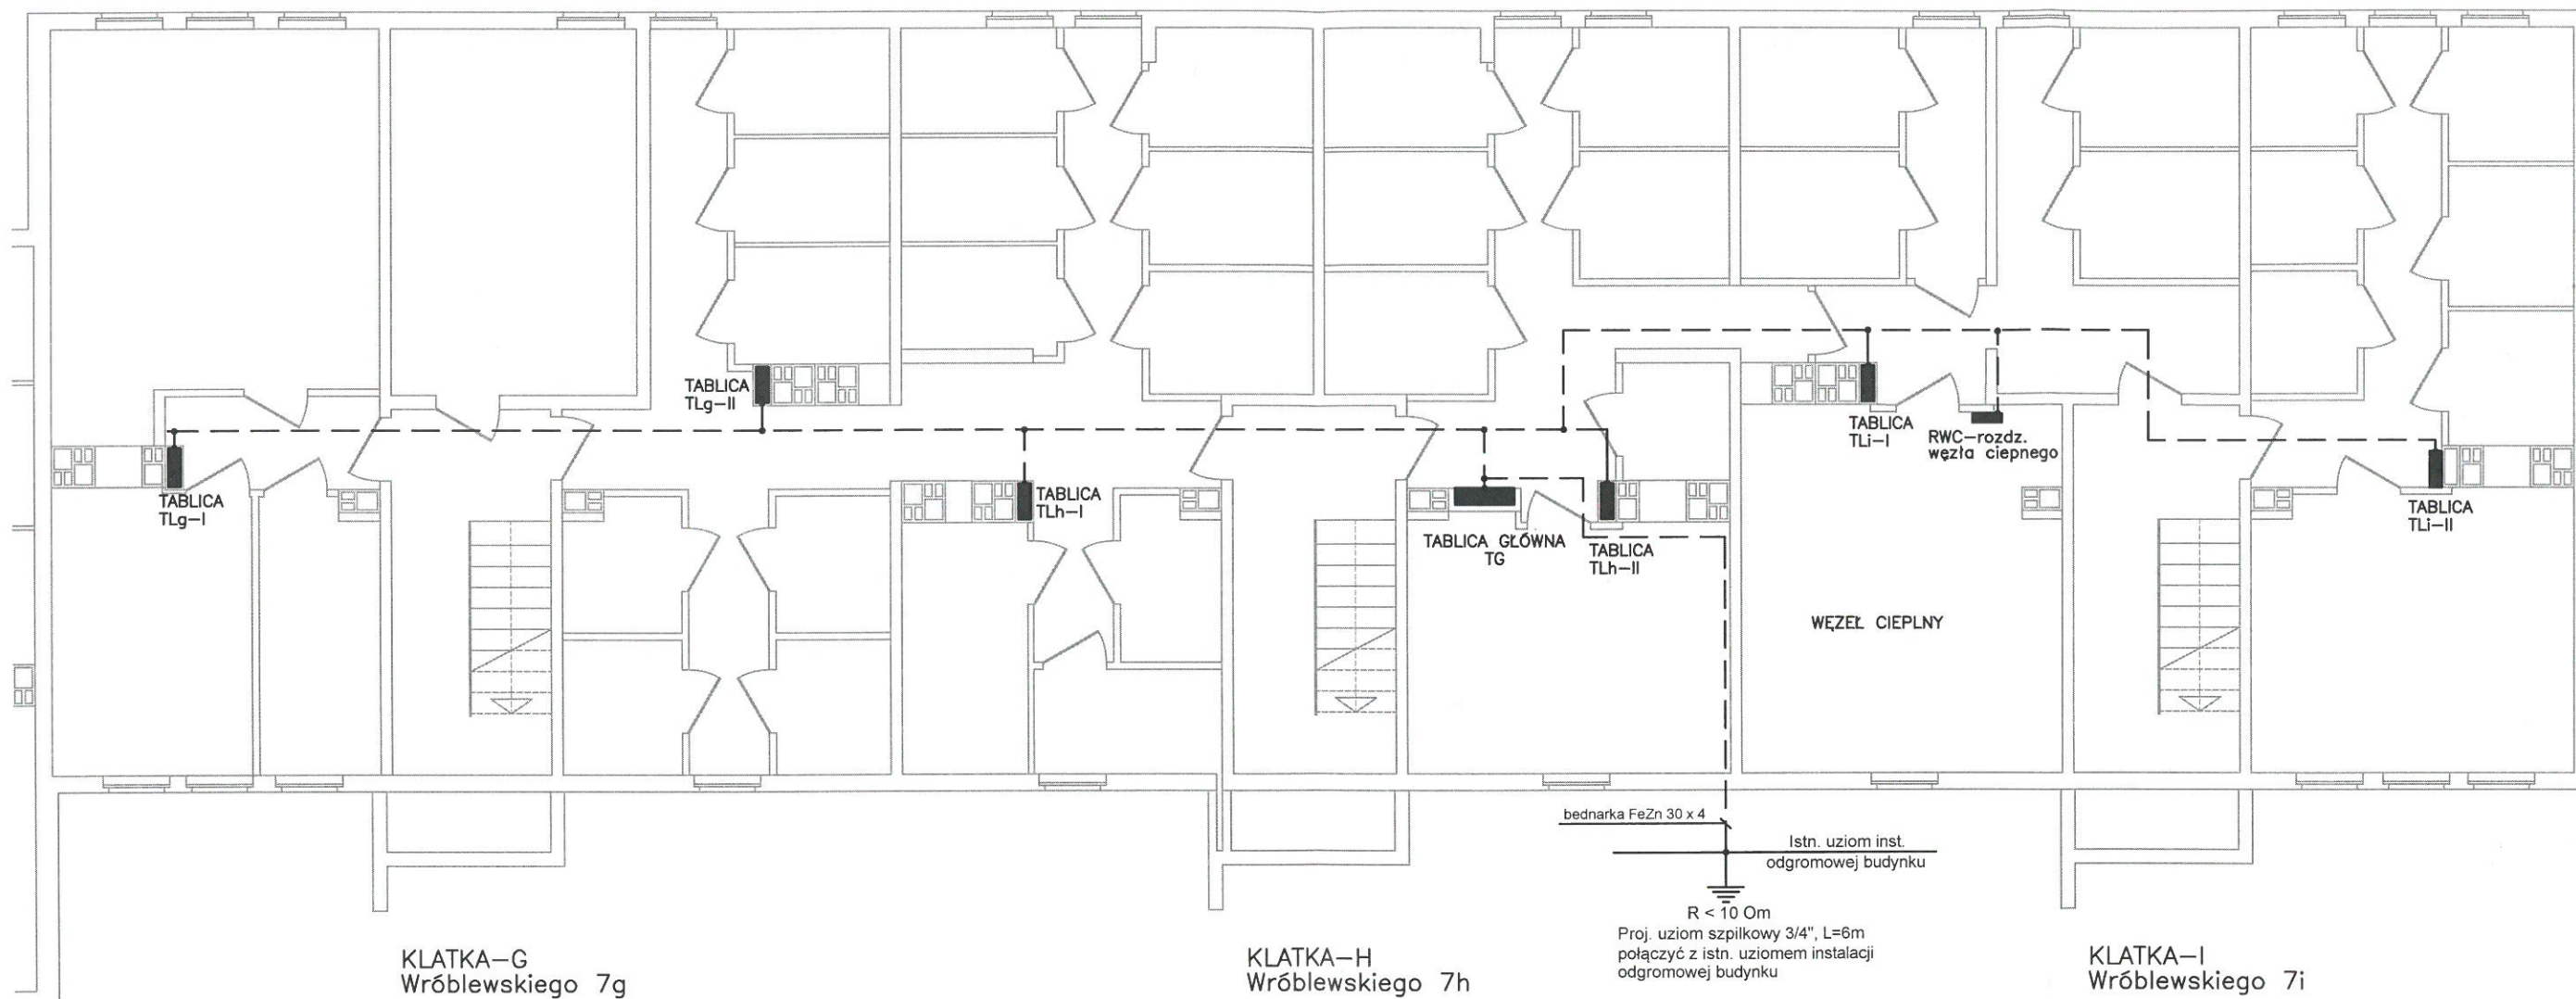 TABLICA
TLg-II
TABLICA
TLg-I
TABLICA
TLh-I
TABLICA GŁÓWNA
TG
TABLICA
TLh-II
TABLICA
TLi-I
RWC-rozdz.
węzła ciepnego
TABLICA
TLi-II
WĘZEŁ CIEPLNY
bednarka FeZn 30 x 4
Istn. uziom inst.
odgromowej budynku
R < 10 Om
Proj. uziom szpilkowy 3/4", L=6m
połączyć z istn. uziomem instalacji
odgromowej budynku
KLATKA-G
Wróblewskiego 7g
KLATKA-H
Wróblewskiego 7h
KLATKA-I
Wróblewskiego 7i